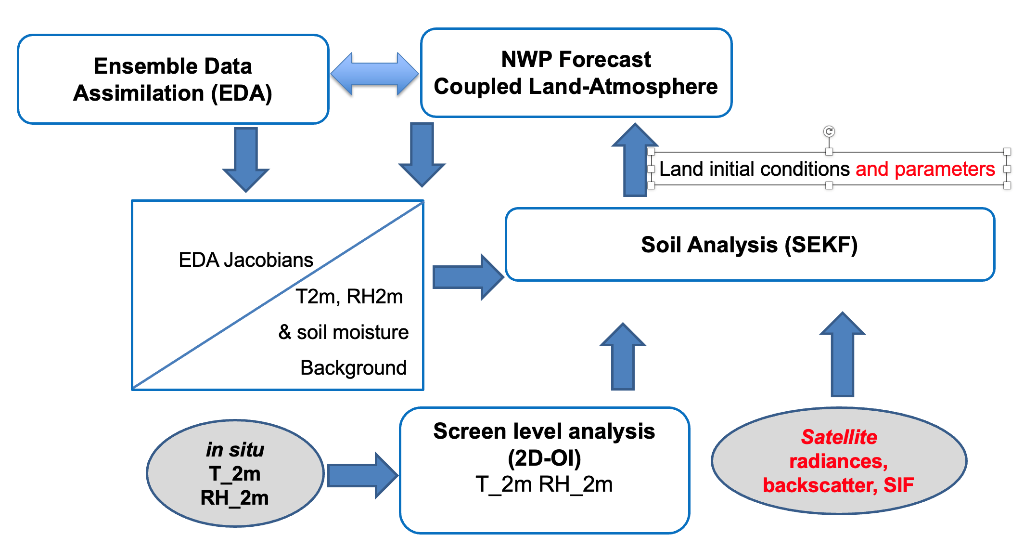 Ensemble Data
Assimilation (EDA)
NWP Forecast
Coupled Land-Atmosphere
Land initial conditions and parameters
Soil Analysis (SEKF)
EDA Jacobians
T2m, RH2m
& soil moisture
Background
in situ
T_2m
RH_2m
Screen level analysis
(2D-OI)
T_2m RH_2m
Satellite
radiances,
backscatter, SIF